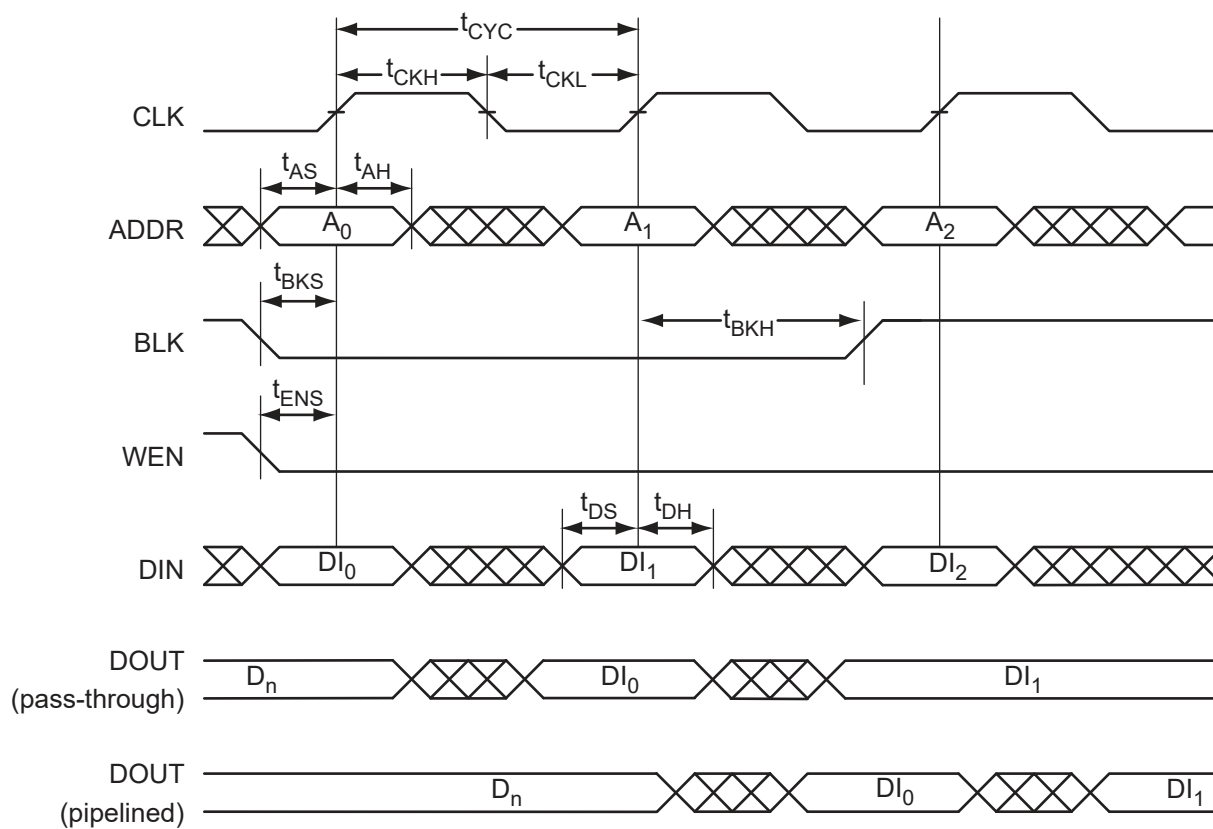 tCYC
tCKH tCKL
CLK
tAS tAH
ADDR A0 A1 A2
tBKS
BLK tBKH
tENS
WEN
tDS tDH
DIN DI0 DI1 DI2
DOUT
(pass-through) Dn DI0 DI1
DOUT
(pipelined) Dn DI0 DI1